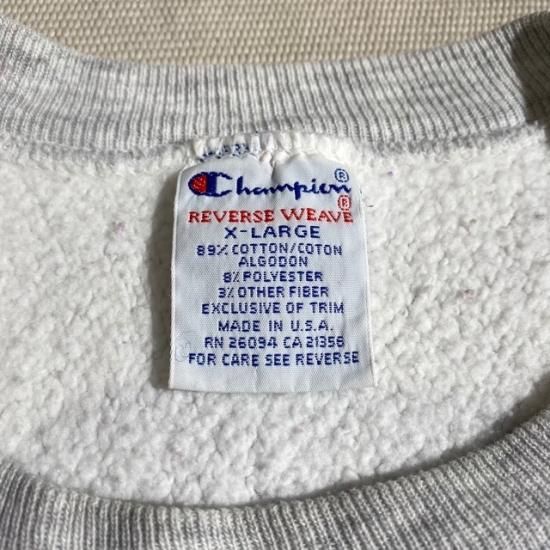 Champion®
REVERSE WEAVE®
X-LARGE
89% COTTON/COTON
ALGODON
8% POLYESTER
3% OTHER FIBER
EXCLUSIVE OF TRIM
MADE IN U.S.A.
RN 26094 CA 21356
FOR CARE SEE REVERSE